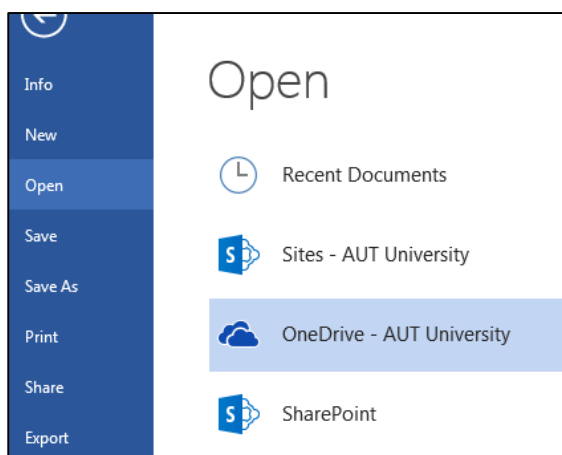 Info
New
Open
Save
Save As
Print
Share
Export
Open
Recent Documents
Sites - AUT University
OneDrive - AUT University
SharePoint